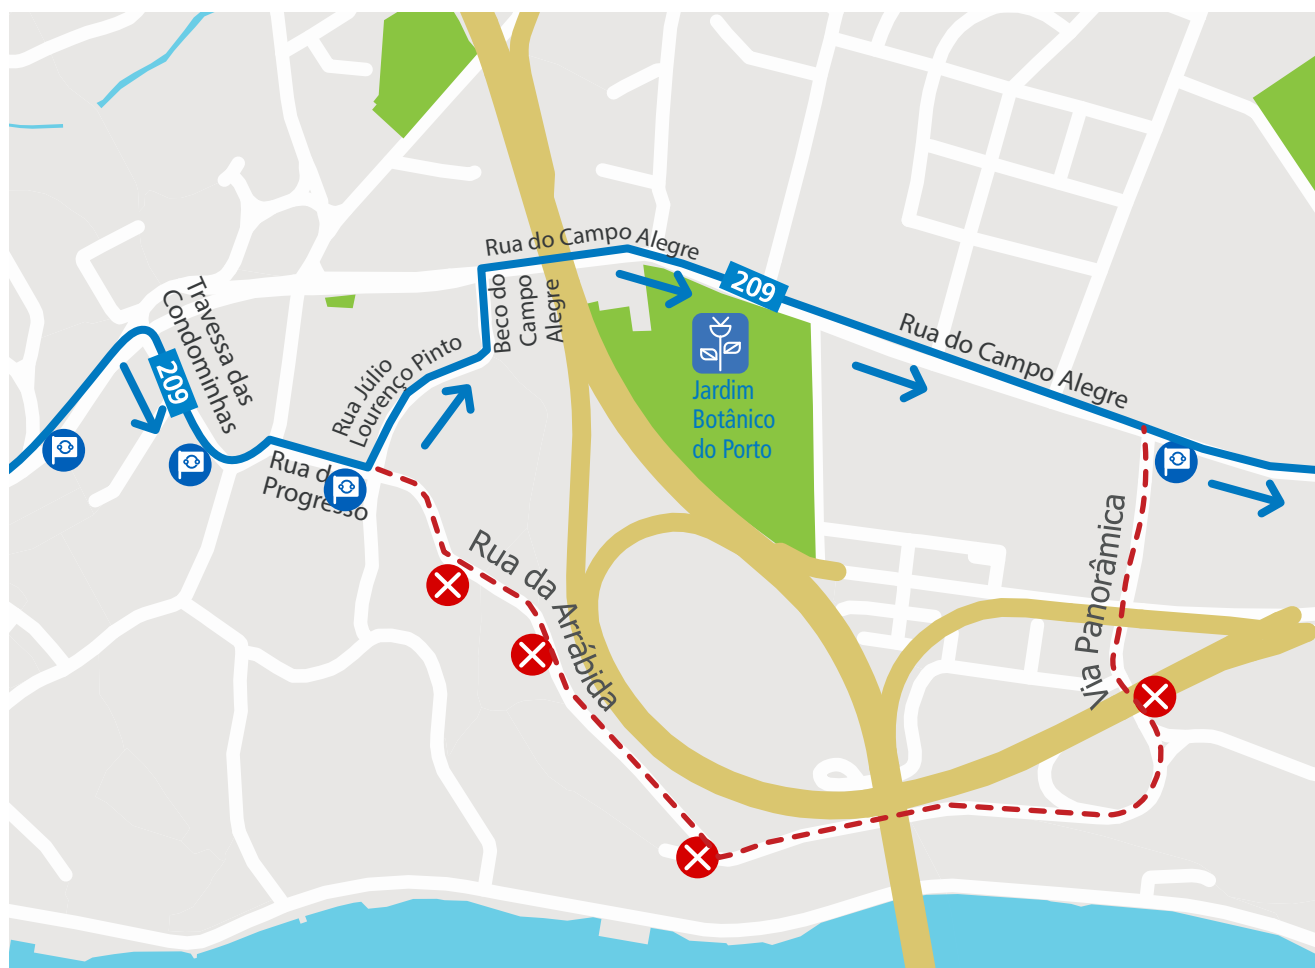 Rua do Campo Alegre
209
Travessa das
Condominhas
209
Beco do
Campo
Alegre
Rua Júlio
Lourenço Pinto
Rua do Campo Alegre
Jardim
Botânico
do Porto
Rua d
Progresso
Rua da Arrábida
Via Panorâmica